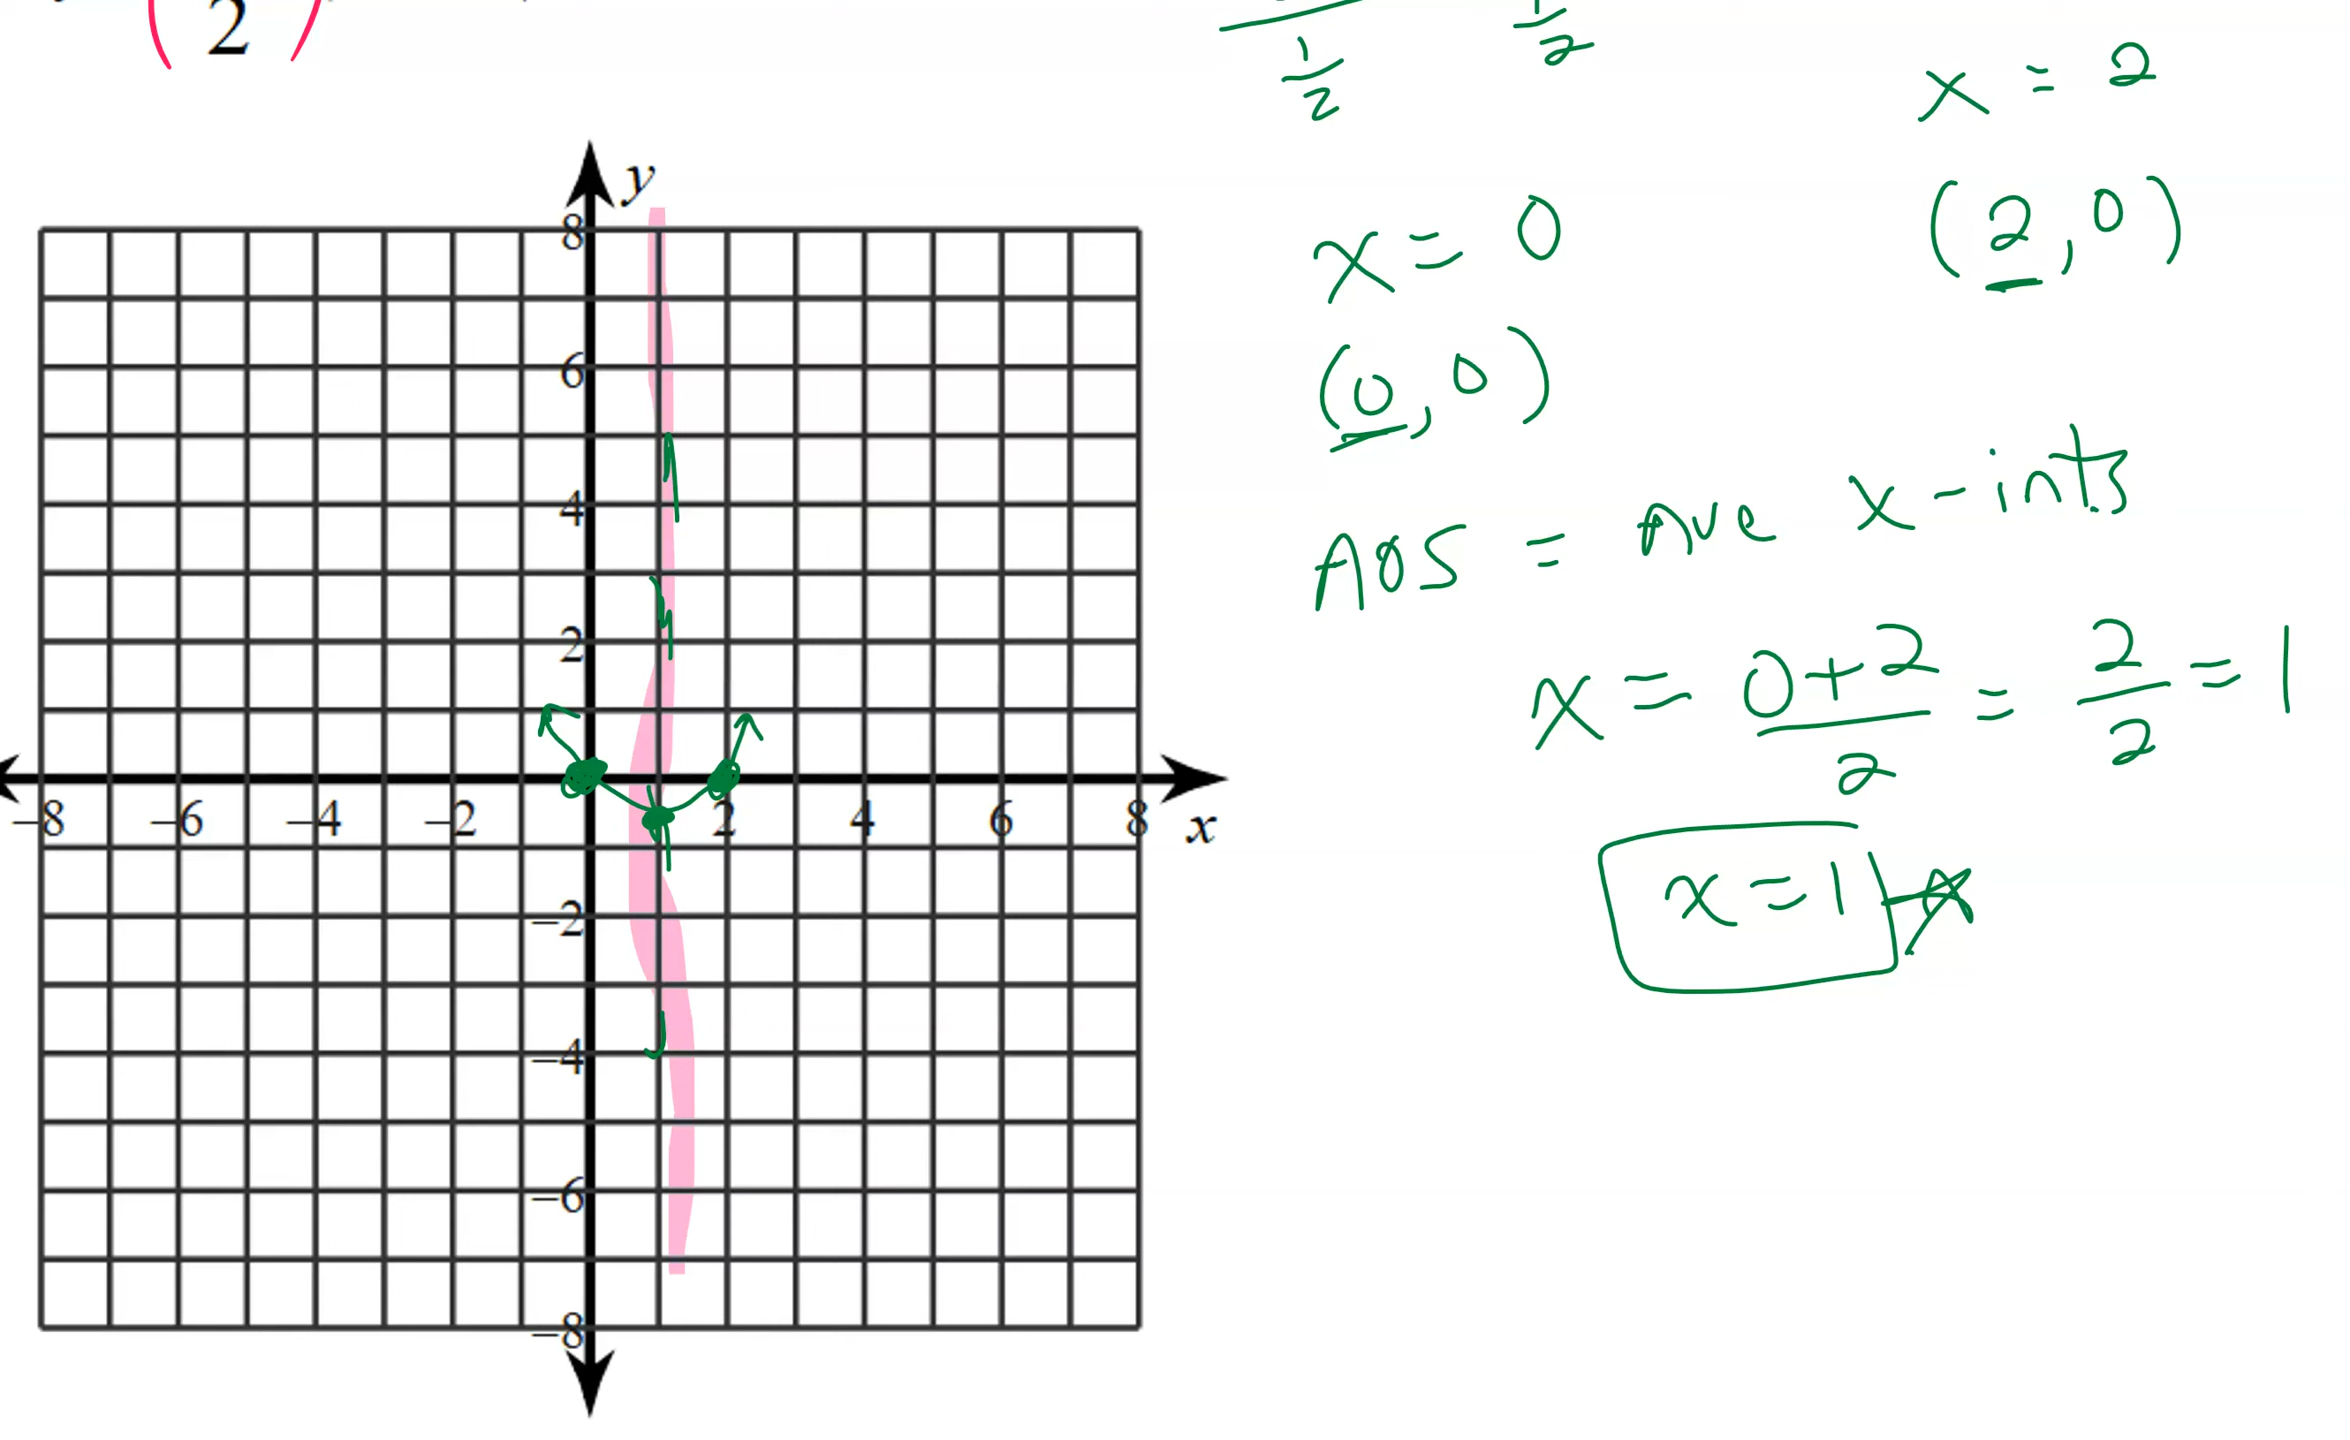 ( 2 )
1/2
1/2
x = 2
x = 0
(2, 0)
(0, 0)
AOS = Ave x-ints
x = (0+2)/2 = 2/2 = 1
x = 1
y
8
6
4
2
–8 –6 –4 –2 2 4 6 8 x
–2
–4
–6
–8